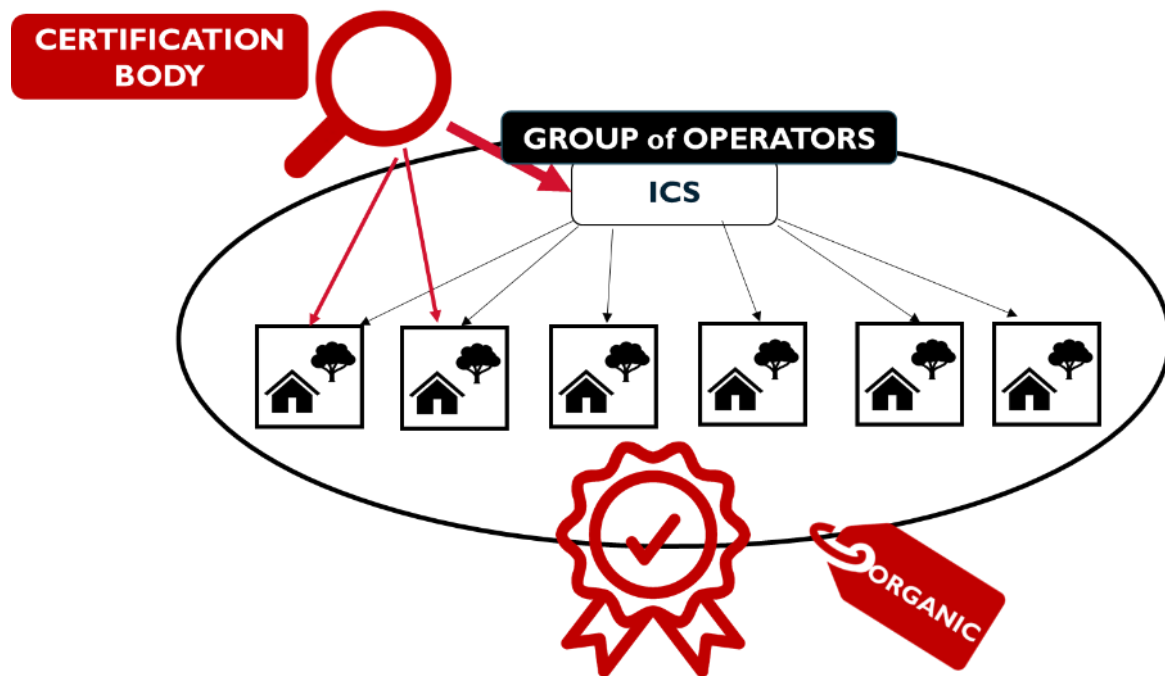 CERTIFICATION
BODY
GROUP of OPERATORS
ICS
ORGANIC